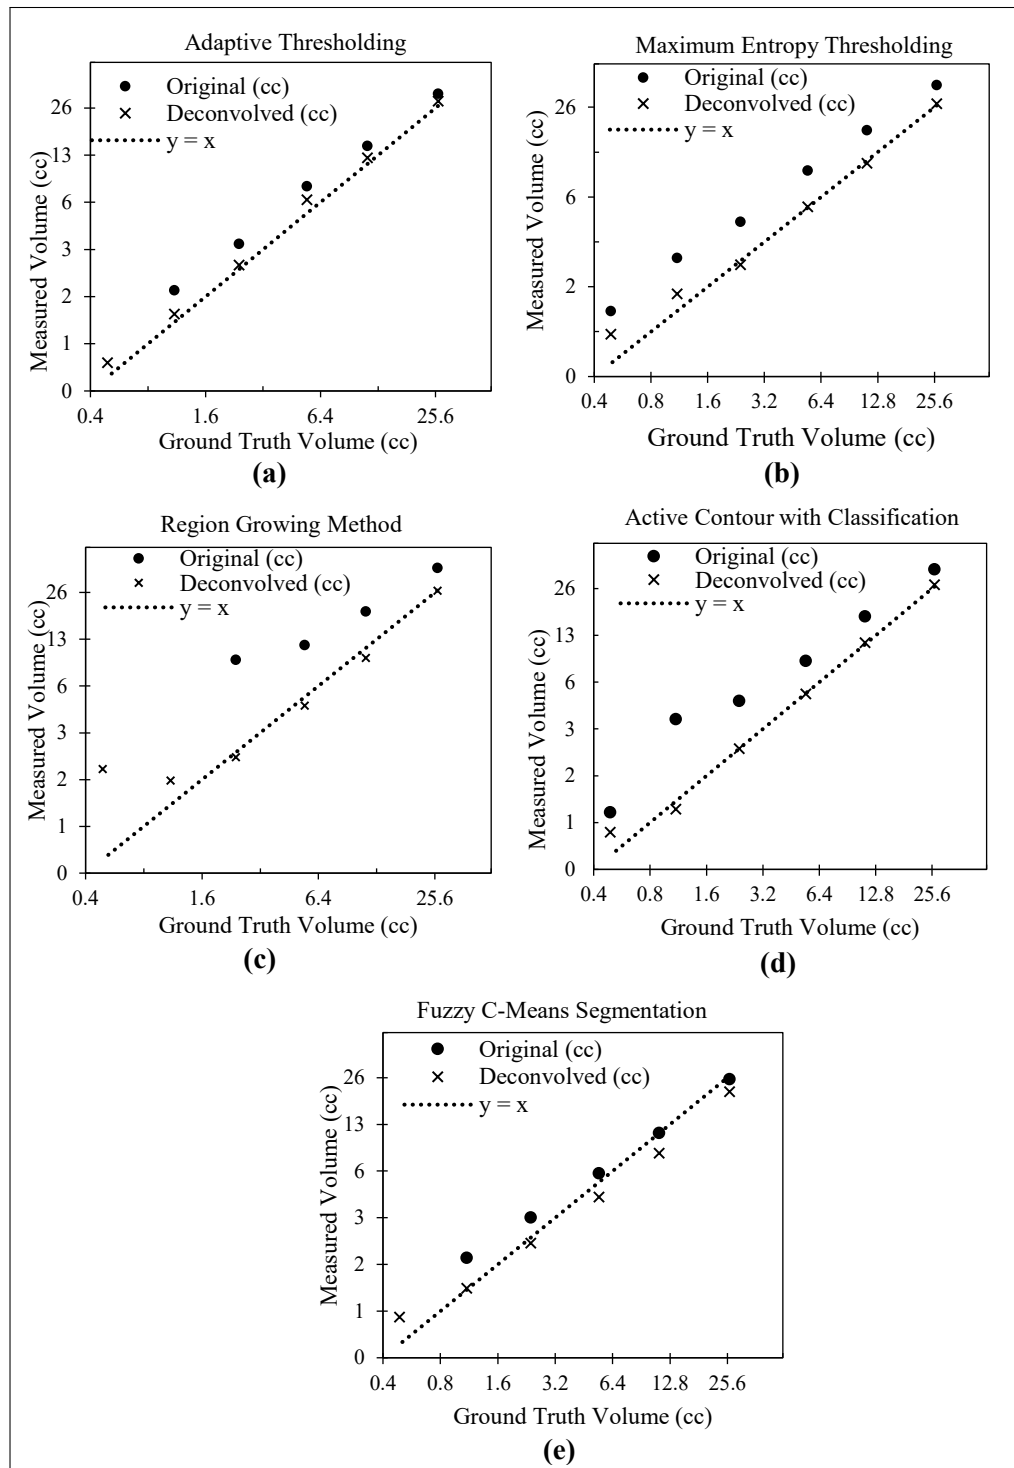 Adaptive Thresholding
Original (cc)
Deconvolved (cc)
y = x
Measured Volume (cc)
26
13
6
3
2
1
0
0.4 1.6 6.4 25.6
Ground Truth Volume (cc)
(a)
Maximum Entropy Thresholding
Original (cc)
Deconvolved (cc)
y = x
Measured Volume (cc)
26
6
2
0
0.4 0.8 1.6 3.2 6.4 12.8 25.6
Ground Truth Volume (cc)
(b)
Region Growing Method
Original (cc)
Deconvolved (cc)
y = x
Measured Volume (cc)
26
13
6
3
2
1
0
0.4 1.6 6.4 25.6
Ground Truth Volume (cc)
(c)
Active Contour with Classification
Original (cc)
Deconvolved (cc)
y = x
Measured Volume (cc)
26
13
6
3
2
1
0
0.4 0.8 1.6 3.2 6.4 12.8 25.6
Ground Truth Volume (cc)
(d)
Fuzzy C-Means Segmentation
Original (cc)
Deconvolved (cc)
y = x
Measured Volume (cc)
26
13
6
3
2
1
0
0.4 0.8 1.6 3.2 6.4 12.8 25.6
Ground Truth Volume (cc)
(e)